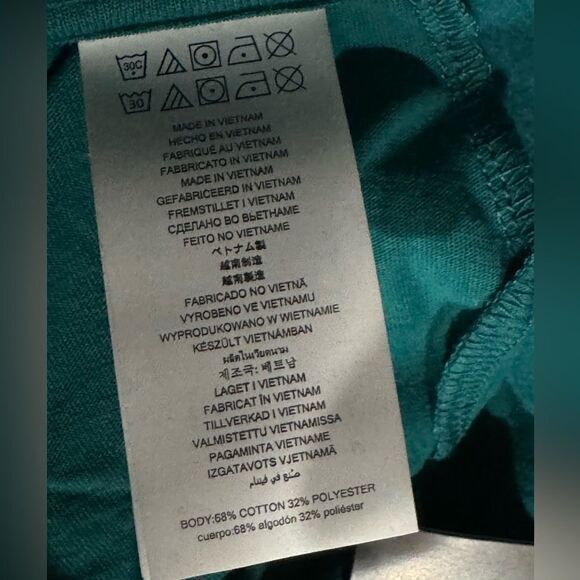 30C
30
MADE IN VIETNAM
HECHO EN VIETNAM
FABRIQUÉ AU VIETNAM
FABBRICATO IN VIETNAM
MADE IN VIETNAM
GEFABRICEERD IN VIETNAM
FREMSTILLET I VIETNAM
СДЕЛАНО ВО ВЬЕТНАМЕ
FEITO NO VIETNAME
ベトナム製
越南制造
越南製造
FABRICADO NO VIETNÃ
VYROBENO VE VIETNAMU
WYPRODUKOWANO W WIETNAMIE
KÉSZÜLT VIETNÁMBAN
ผลิตในเวียดนาม
제조국: 베트남
LAGET I VIETNAM
FABRICAT ÎN VIETNAM
TILLVERKAD I VIETNAM
VALMISTETTU VIETNAMISSA
PAGAMINTA VIETNAME
IZGATAVOTS VJETNAMĀ
صُنع في فيتنام
BODY:68% COTTON 32% POLYESTER
cuerpo:68% algodón 32% poliéster